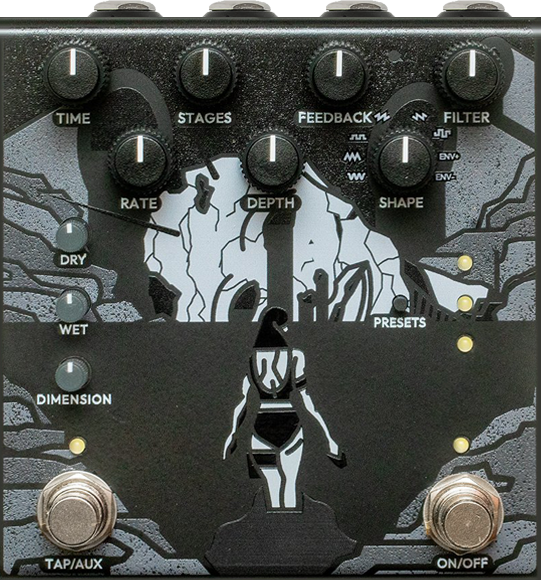 TIME STAGES FEEDBACK FILTER
ENV+
ENV-
RATE DEPTH SHAPE
DRY
WET
PRESETS
DIMENSION
TAP/AUX ON/OFF